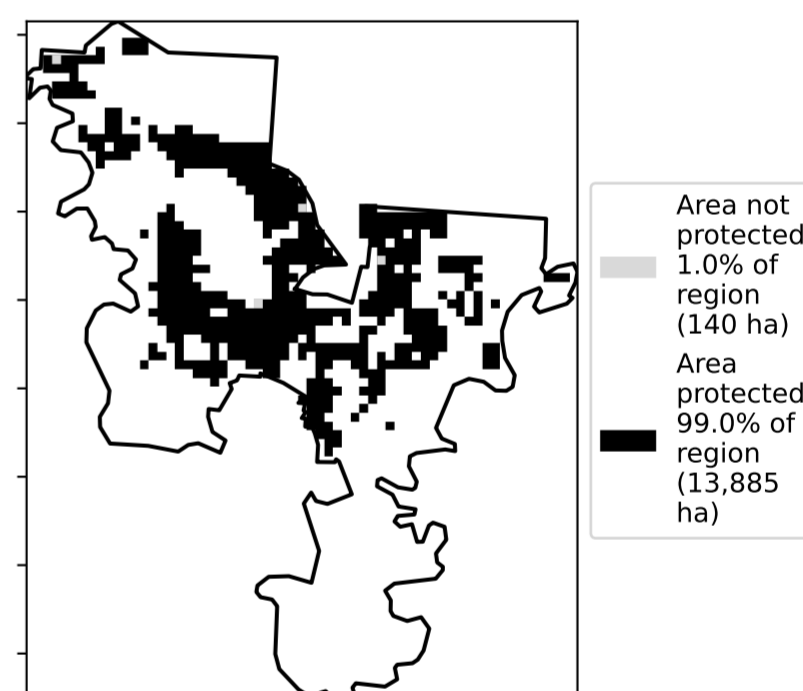 Area not
protected
1.0% of
region
(140 ha)
Area
protected
99.0% of
region
(13,885
ha)